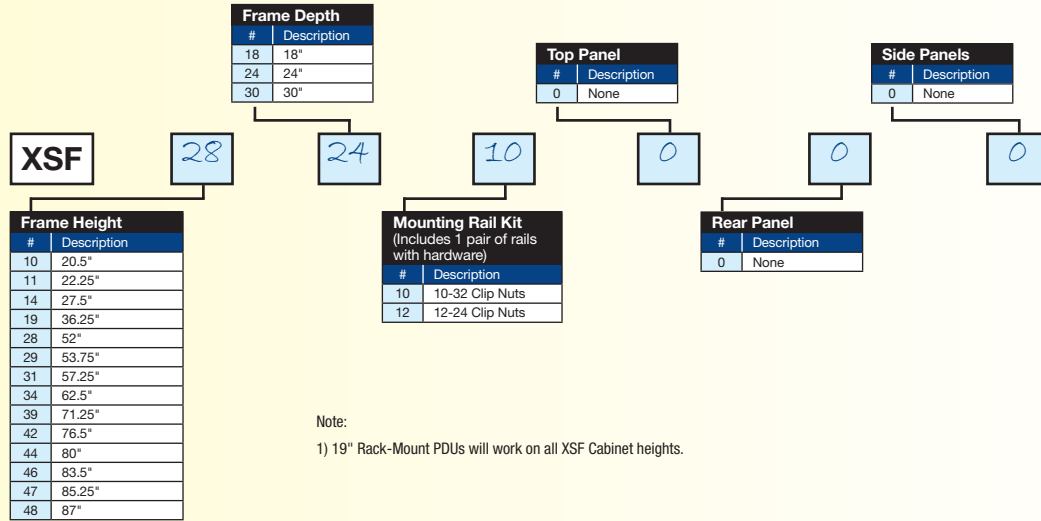 Frame Depth
# Description
18 18"
24 24"
30 30"
Top Panel
# Description
0 None
Side Panels
# Description
0 None
XSF 28 24 10 0 0 0
Frame Height
# Description
10 20.5"
11 22.25"
14 27.5"
19 36.25"
28 52"
29 53.75"
31 57.25"
34 62.5"
39 71.25"
42 76.5"
44 80"
46 83.5"
47 85.25"
48 87"
Mounting Rail Kit
(Includes 1 pair of rails
with hardware)
# Description
10 10-32 Clip Nuts
12 12-24 Clip Nuts
Rear Panel
# Description
0 None
Note:
1) 19" Rack-Mount PDUs will work on all XSF Cabinet heights.